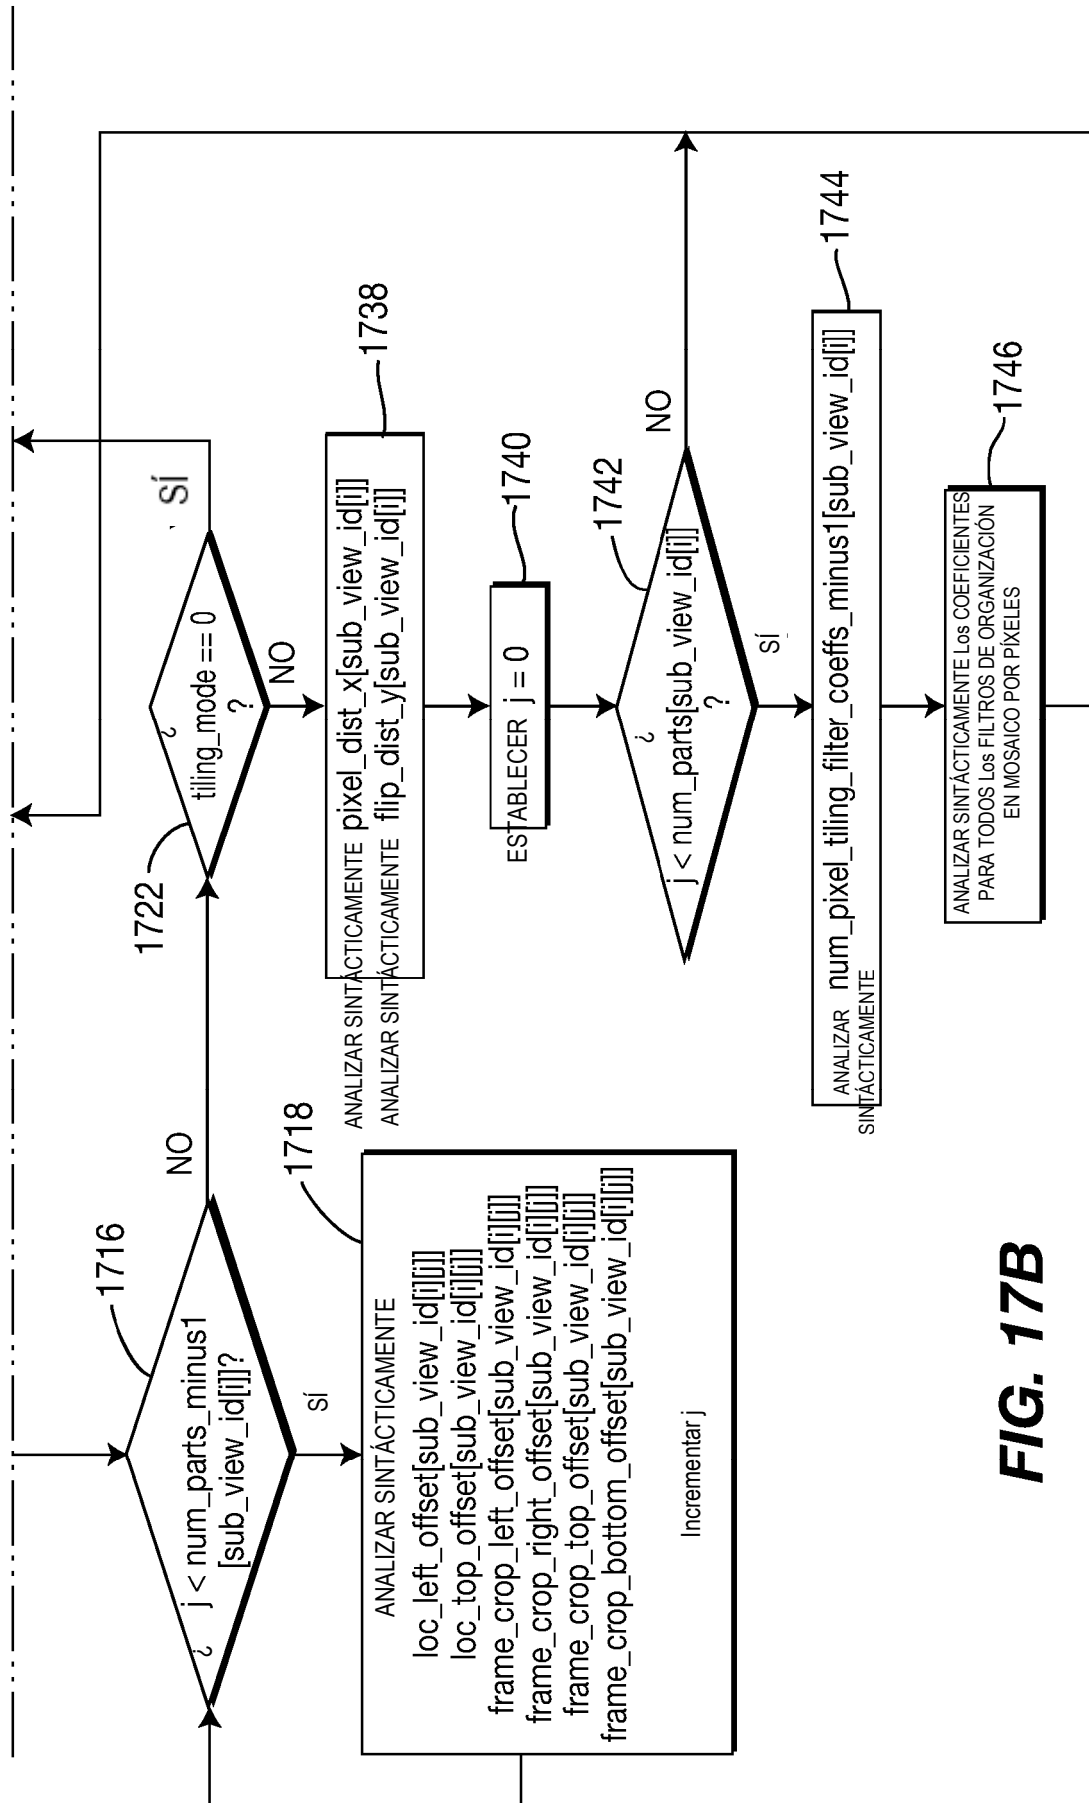 1716
¿ j < num_parts_minus1
[sub_view_id[i]]?
NO
SÍ
1718
ANALIZAR SINTÁCTICAMENTE
loc_left_offset[sub_view_id[i][j]]
loc_top_offset[sub_view_id[i][j]]
frame_crop_left_offset[sub_view_id[i][j]]
frame_crop_right_offset[sub_view_id[i][j]]
frame_crop_top_offset[sub_view_id[i][j]]
frame_crop_bottom_offset[sub_view_id[i][j]]
Incrementar j
1722
¿
tiling_mode == 0
?
SÍ
NO
1738
ANALIZAR SINTÁCTICAMENTE pixel_dist_x[sub_view_id[i]]
ANALIZAR SINTÁCTICAMENTE flip_dist_y[sub_view_id[i]]
1740
ESTABLECER j = 0
1742
¿
j < num_parts[sub_view_id[i]]
?
NO
SÍ
1744
ANALIZAR SINTÁCTICAMENTE num_pixel_tiling_filter_coeffs_minus1[sub_view_id[i]]
1746
ANALIZAR SINTÁCTICAMENTE Los COEFICIENTES
PARA TODOS Los FILTROS DE ORGANIZACIÓN
EN MOSAICO POR PÍXELES
FIG. 17B